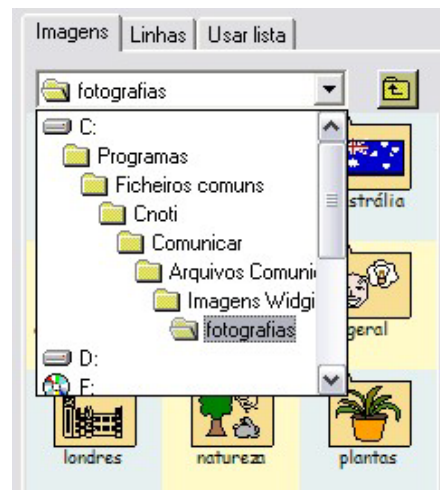 Imagens Linhas Usar lista
fotografias
C:
Programas
Ficheiros comuns
Cnoti
Comunicar
Arquivos Comuni
Imagens Widgi
fotografias
D:
strália
geral
londres natureza plantas